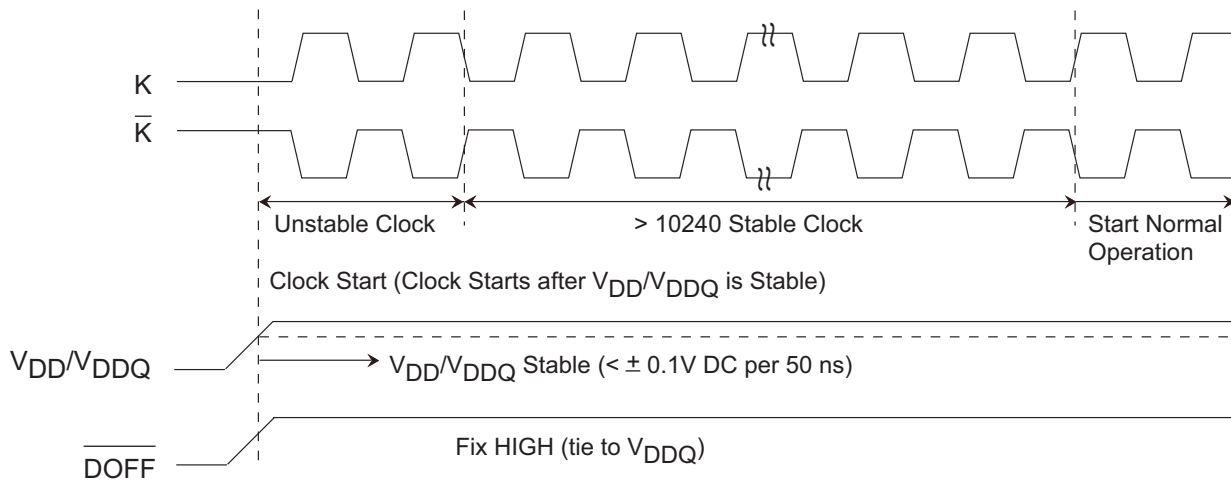 K
K̅
Unstable Clock
> 10240 Stable Clock
Start Normal
Operation
Clock Start (Clock Starts after VDD/VDDQ is Stable)
VDD/VDDQ
VDD/VDDQ Stable (< ± 0.1V DC per 50 ns)
DOFF
Fix HIGH (tie to VDDQ)